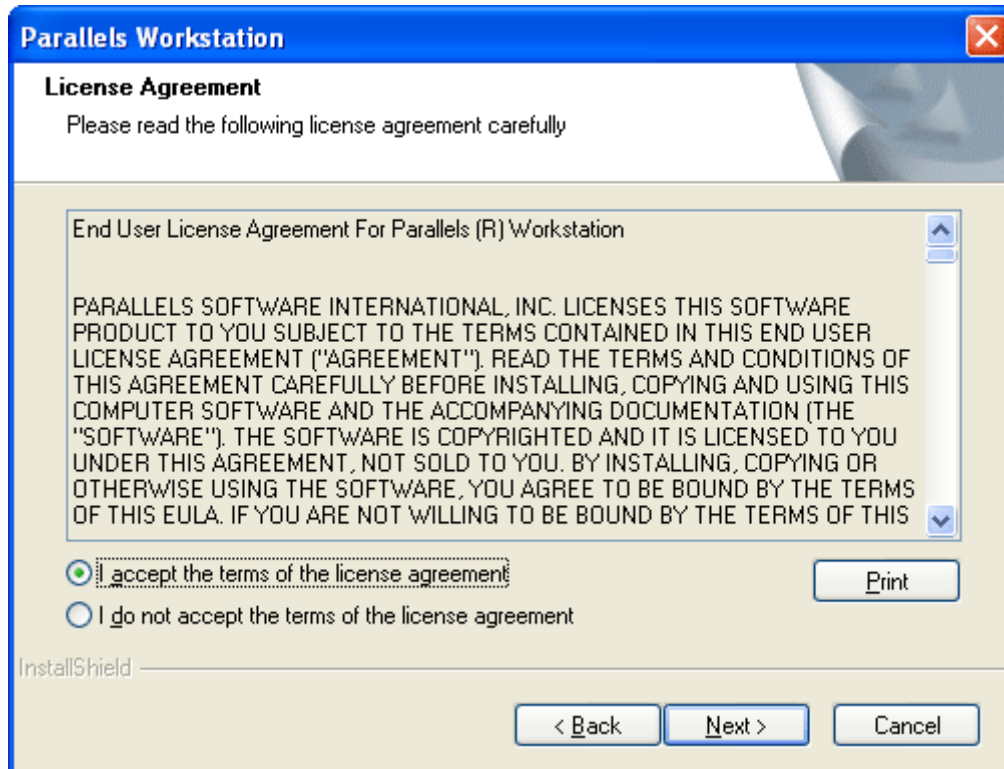 Parallels Workstation
License Agreement
Please read the following license agreement carefully
End User License Agreement For Parallels (R) Workstation
PARALLELS SOFTWARE INTERNATIONAL, INC. LICENSES THIS SOFTWARE
PRODUCT TO YOU SUBJECT TO THE TERMS CONTAINED IN THIS END USER
LICENSE AGREEMENT ("AGREEMENT"). READ THE TERMS AND CONDITIONS OF
THIS AGREEMENT CAREFULLY BEFORE INSTALLING, COPYING AND USING THIS
COMPUTER SOFTWARE AND THE ACCOMPANYING DOCUMENTATION (THE
"SOFTWARE"). THE SOFTWARE IS COPYRIGHTED AND IT IS LICENSED TO YOU
UNDER THIS AGREEMENT, NOT SOLD TO YOU. BY INSTALLING, COPYING OR
OTHERWISE USING THE SOFTWARE, YOU AGREE TO BE BOUND BY THE TERMS
OF THIS EULA. IF YOU ARE NOT WILLING TO BE BOUND BY THE TERMS OF THIS
I accept the terms of the license agreement
Print
I do not accept the terms of the license agreement
InstallShield
< Back Next > Cancel